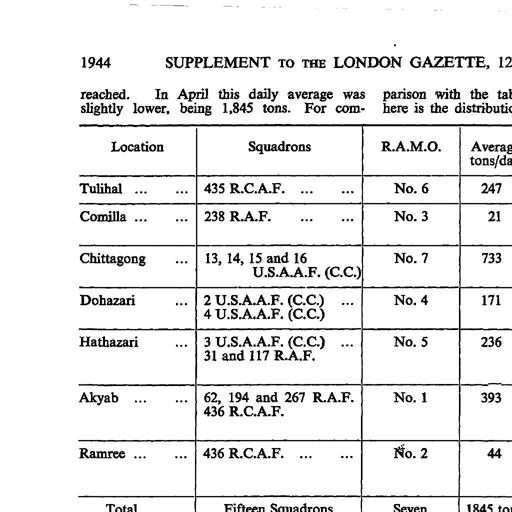 1944 SUPPLEMENT TO THE LONDON GAZETTE, 12
reached. In April this daily average was
slightly lower, being 1,845 tons. For com-
parison with the tab
here is the distributio
Location Squadrons R.A.M.O. Averag
tons/da
Tulihal ... ... 435 R.C.A.F. ... ... No. 6 247
Comilla ... ... 238 R.A.F. ... ... No. 3 21
Chittagong ... 13, 14, 15 and 16 No. 7 733
U.S.A.A.F. (C.C.)
Dohazari ... 2 U.S.A.A.F. (C.C.) ... No. 4 171
4 U.S.A.A.F. (C.C.)
Hathazari ... 3 U.S.A.A.F. (C.C.) ... No. 5 236
31 and 117 R.A.F.
Akyab ... ... 62, 194 and 267 R.A.F. No. 1 393
436 R.C.A.F.
Ramree ... ... 436 R.C.A.F. ... ... No. 2 44
Total Fifteen Squadrons Seven 1845 to